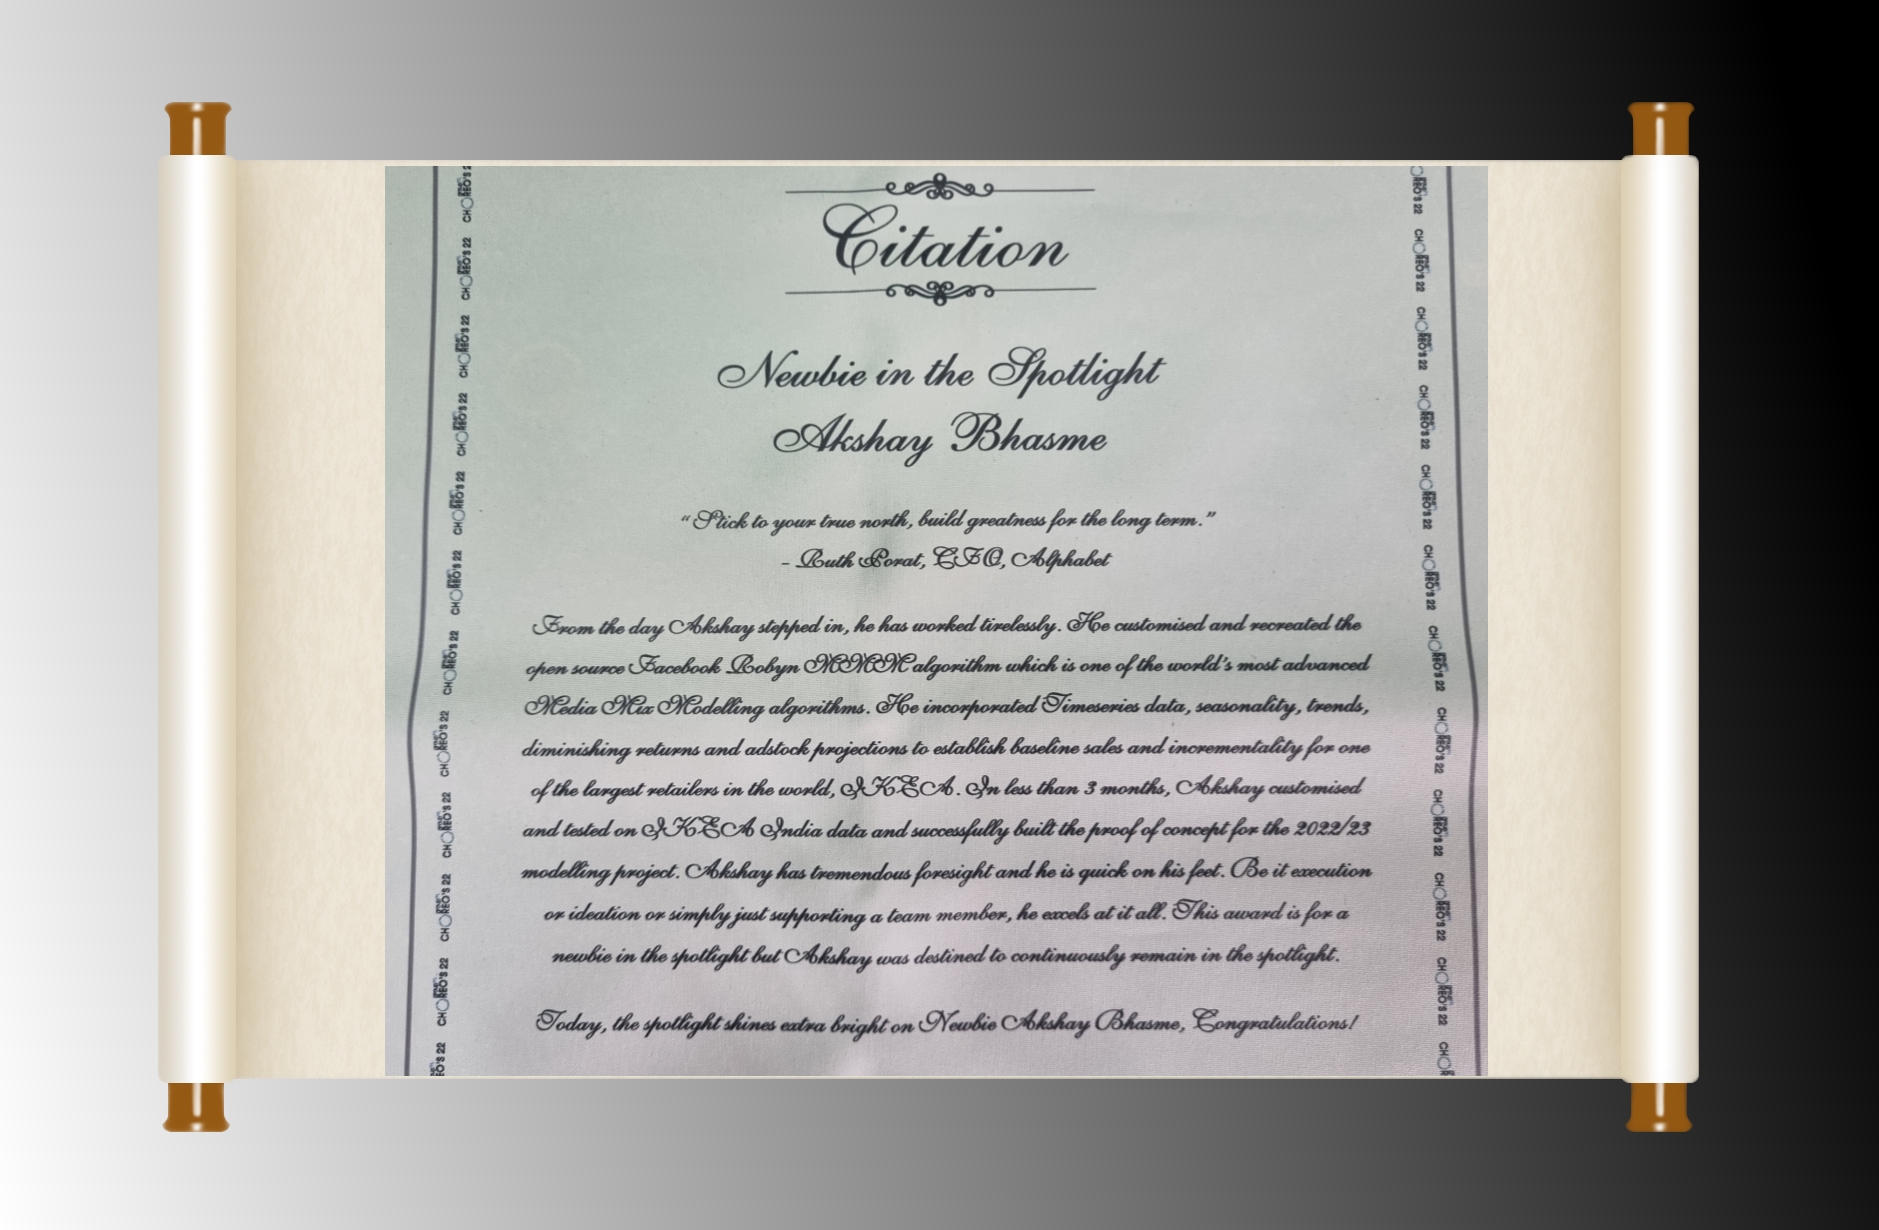 Citation
Newbie in the Spotlight
Akshay Bhasme
“Stick to your true north, build greatness for the long term.”
- Ruth Porat, CFO, Alphabet
From the day Akshay stepped in, he has worked tirelessly. He customised and recreated the
open source Facebook Robyn MMM algorithm which is one of the world's most advanced
Media Mix Modelling algorithms. He incorporated Timeseries data, seasonality, trends,
diminishing returns and adstock projections to establish baseline sales and incrementality for one
of the largest retailers in the world, IKEA. In less than 3 months, Akshay customised
and tested on IKEA India data and successfully built the proof of concept for the 2022/23
modelling project. Akshay has tremendous foresight and he is quick on his feet. Be it execution
or ideation or simply just supporting a team member, he excels at it all. This award is for a
newbie in the spotlight but Akshay was destined to continuously remain in the spotlight.
Today, the spotlight shines extra bright on Newbie Akshay Bhasme, Congratulations!